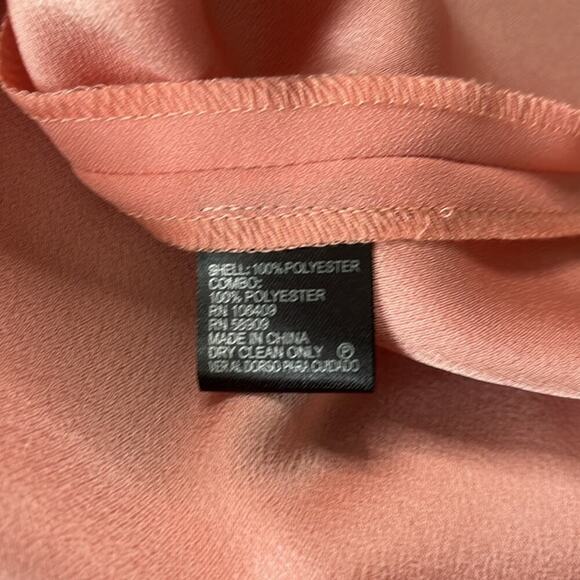 SHELL: 100% POLYESTER
COMBO:
100% POLYESTER
RN 106409
RN 58909
MADE IN CHINA
DRY CLEAN ONLY Ⓟ
VER AL DORSO PARA CUIDADO